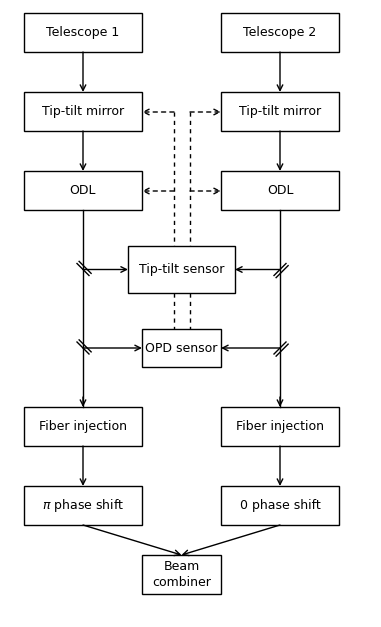 Telescope 1
Telescope 2
Tip-tilt mirror
Tip-tilt mirror
ODL
ODL
Tip-tilt sensor
OPD sensor
Fiber injection
Fiber injection
π phase shift
0 phase shift
Beam
combiner